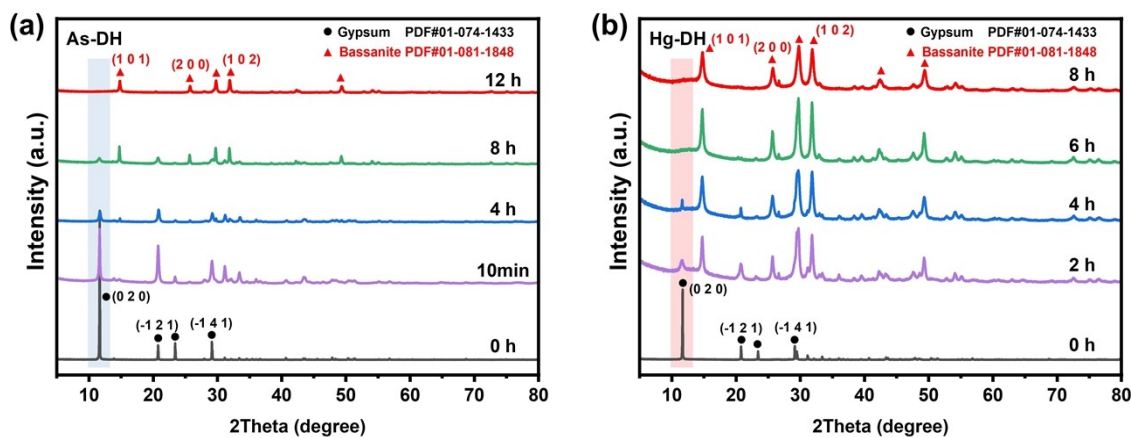 (a)
As-DH
● Gypsum PDF#01-074-1433
▲ Bassanite PDF#01-081-1848
(1 0 1)
(2 0 0)
(1 0 2)
12 h
8 h
4 h
10min
(0 2 0)
(-1 2 1)
(-1 4 1)
0 h
Intensity (a.u.)
10 20 30 40 50 60 70 80
2Theta (degree)
(b)
Hg-DH
● Gypsum PDF#01-074-1433
▲ Bassanite PDF#01-081-1848
(1 0 1)
(2 0 0)
(1 0 2)
8 h
6 h
4 h
2 h
(0 2 0)
(-1 2 1)
(-1 4 1)
0 h
Intensity (a.u.)
10 20 30 40 50 60 70 80
2Theta (degree)